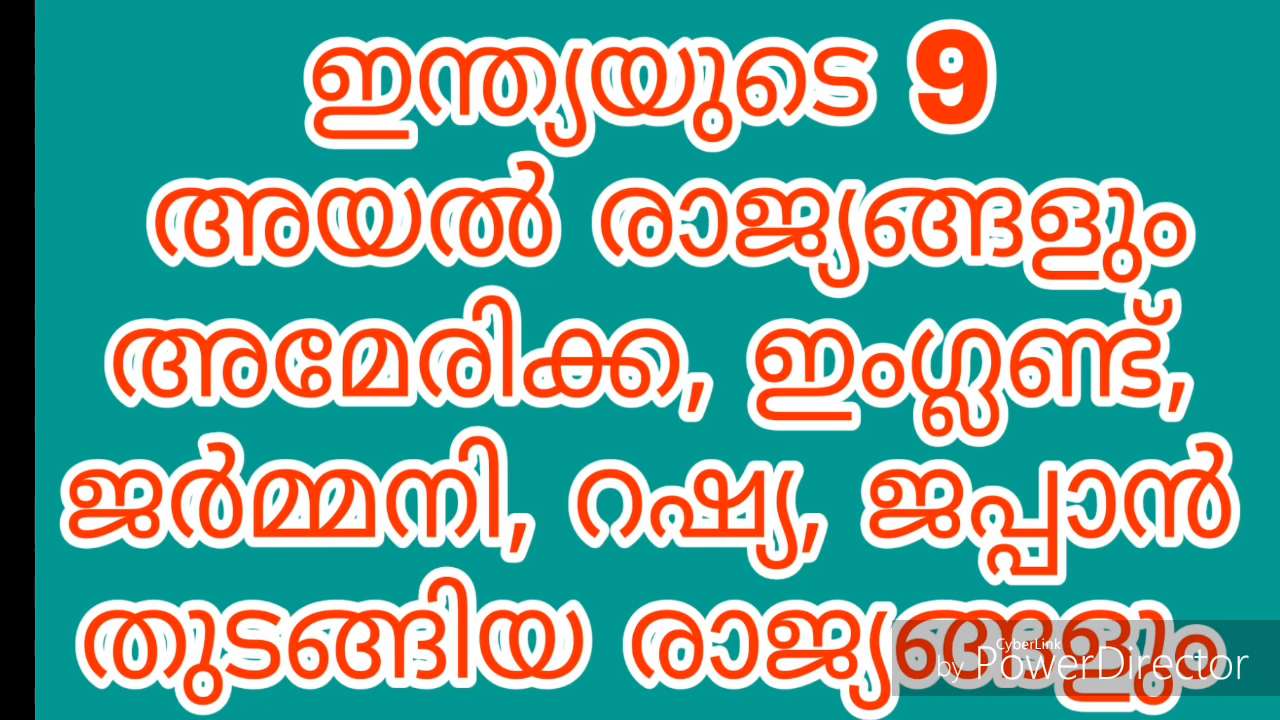 ഇന്ത്യയുടെ 9
അയൽ രാജ്യങ്ങളും
അമേരിക്ക, ഇംഗ്ലണ്ട്,
ജർമ്മനി, റഷ്യ, ജപ്പാൻ
തുടങ്ങിയ രാജ്യങ്ങളും
CyberLink
by PowerDirector